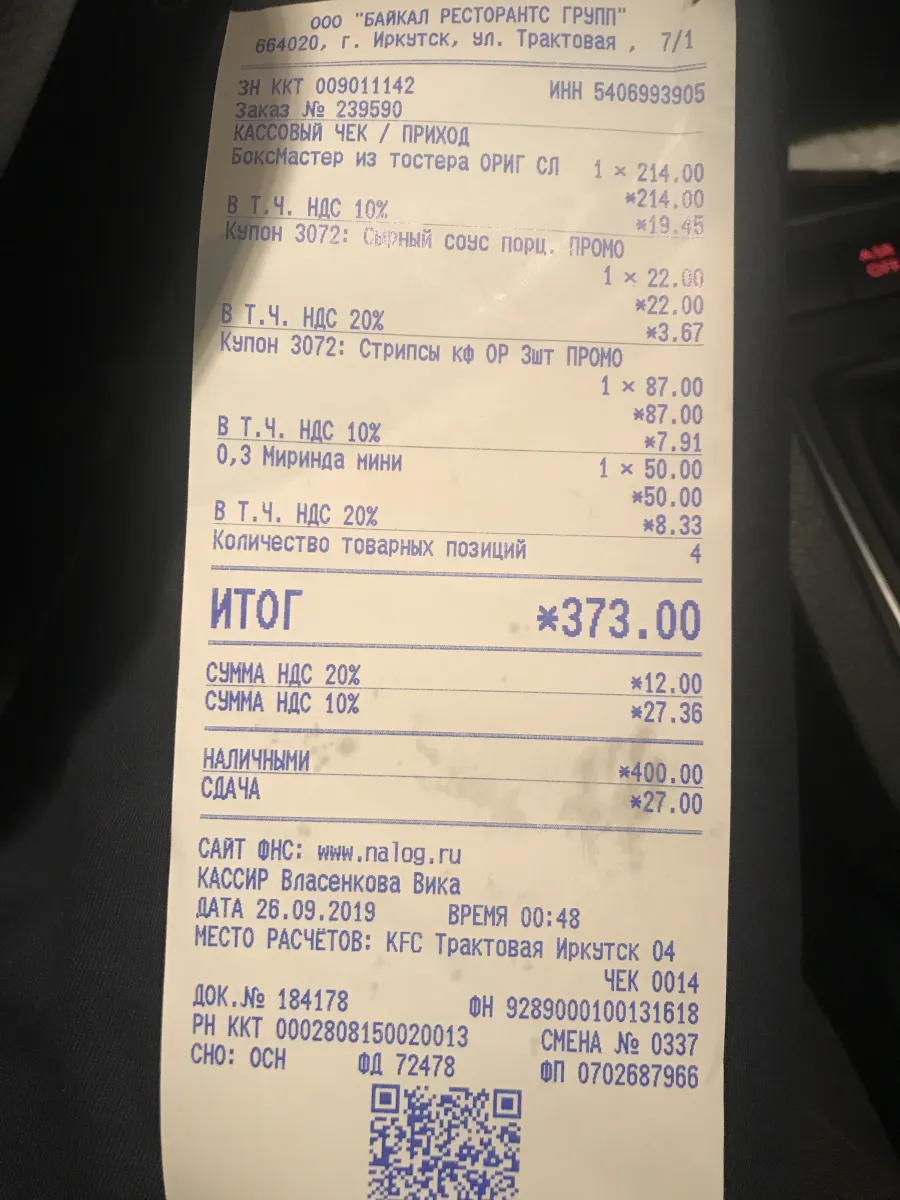 ООО "БАЙКАЛ РЕСТОРАНТС ГРУПП"
664020, г. Иркутск, ул. Трактовая , 7/1
ЗН ККТ 009011142 ИНН 5406993905
Заказ № 239590
КАССОВЫЙ ЧЕК / ПРИХОД
БоксМастер из тостера ОРИГ СЛ 1 × 214.00
*214.00
В Т.Ч. НДС 10% *19.45
Купон 3072: Сырный соус порц. ПРОМО
1 × 22.00
*22.00
В Т.Ч. НДС 20% *3.67
Купон 3072: Стрипсы кф ОР 3шт ПРОМО
1 × 87.00
*87.00
В Т.Ч. НДС 10% *7.91
0,3 Миринда мини 1 × 50.00
*50.00
В Т.Ч. НДС 20% *8.33
Количество товарных позиций 4
ИТОГ *373.00
СУММА НДС 20% *12.00
СУММА НДС 10% *27.36
НАЛИЧНЫМИ *400.00
СДАЧА *27.00
САЙТ ФНС: www.nalog.ru
КАССИР Власенкова Вика
ДАТА 26.09.2019 ВРЕМЯ 00:48
МЕСТО РАСЧЁТОВ: KFC Трактовая Иркутск 04
ЧЕК 0014
ДОК.№ 184178 ФН 9289000100131618
РН ККТ 0002808150020013 СМЕНА № 0337
СНО: ОСН ФД 72478 ФП 0702687966
OFF